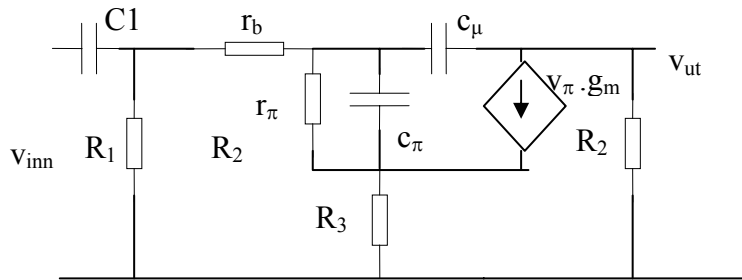 C1
r_b
c_μ
v_ut
v_π .g_m
r_π
v_inn
R_1
R_2
c_π
R_2
R_3